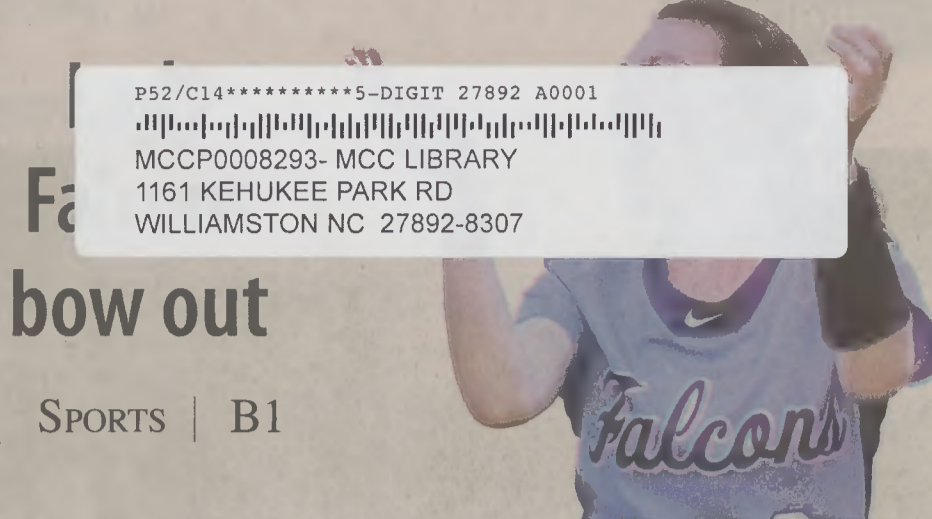 P52/C14**********5-DIGIT 27892 A0001
MCCP0008293- MCC LIBRARY
1161 KEHUKEE PARK RD
WILLIAMSTON NC 27892-8307
bow out
SPORTS | B1
Falcons